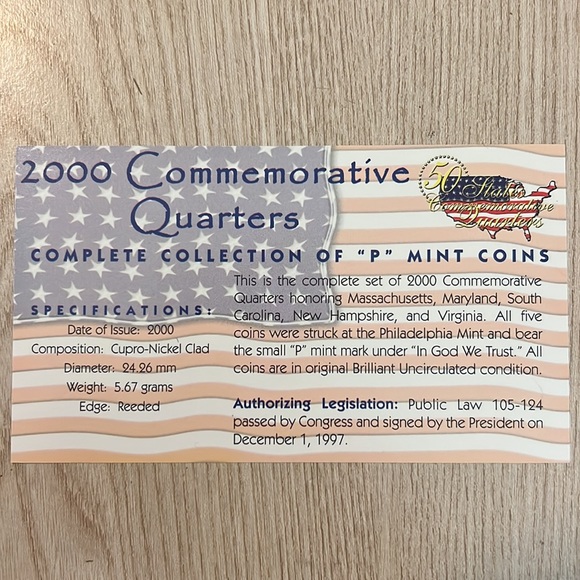 2000 Commemorative
Quarters
50 States
Commemorative
Quarters
COMPLETE COLLECTION OF "P" MINT COINS
SPECIFICATIONS:
Date of Issue: 2000
Composition: Cupro-Nickel Clad
Diameter: 24.26 mm
Weight: 5.67 grams
Edge: Reeded
This is the complete set of 2000 Commemorative
Quarters honoring Massachusetts, Maryland, South
Carolina, New Hampshire, and Virginia. All five
coins were struck at the Philadelphia Mint and bear
the small "P" mint mark under "In God We Trust." All
coins are in original Brilliant Uncirculated condition.
Authorizing Legislation: Public Law 105-124
passed by Congress and signed by the President on
December 1, 1997.